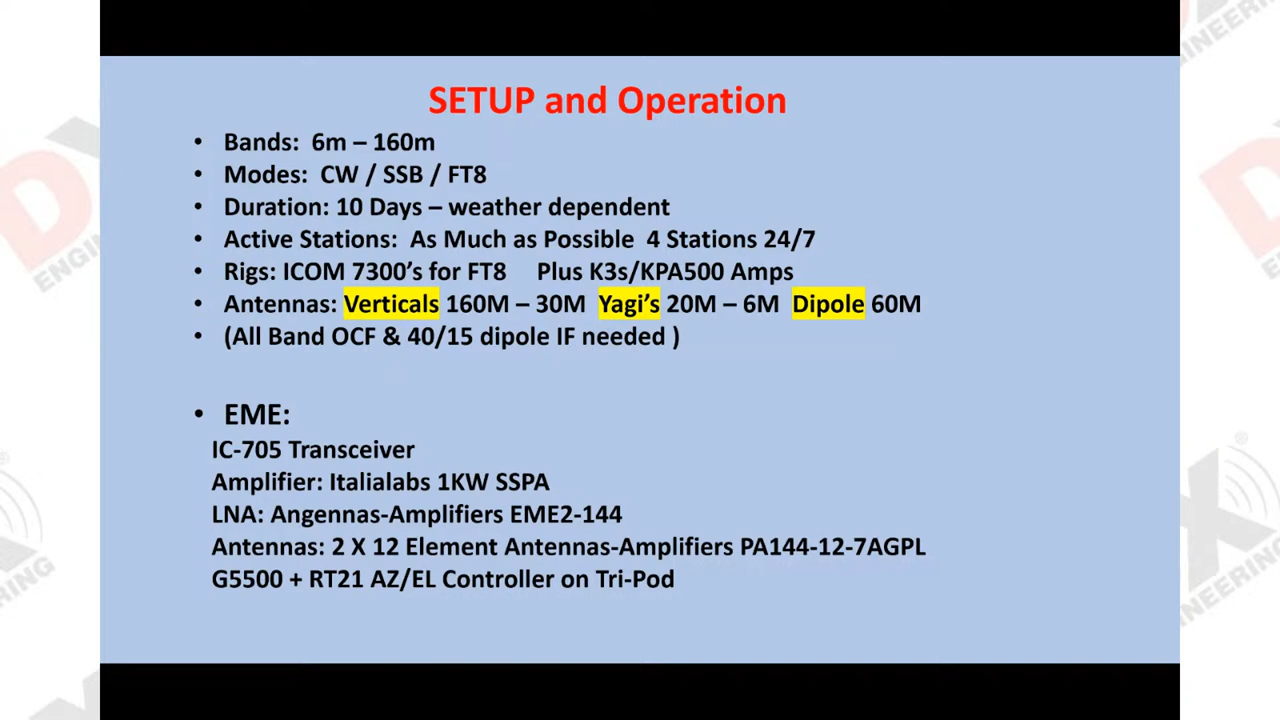 SETUP and Operation
• Bands: 6m – 160m
• Modes: CW / SSB / FT8
• Duration: 10 Days – weather dependent
• Active Stations: As Much as Possible 4 Stations 24/7
• Rigs: ICOM 7300’s for FT8 Plus K3s/KPA500 Amps
• Antennas: Verticals 160M – 30M Yagi’s 20M – 6M Dipole 60M
• (All Band OCF & 40/15 dipole IF needed )
• EME:
IC-705 Transceiver
Amplifier: Italialabs 1KW SSPA
LNA: Angennas-Amplifiers EME2-144
Antennas: 2 X 12 Element Antennas-Amplifiers PA144-12-7AGPL
G5500 + RT21 AZ/EL Controller on Tri-Pod